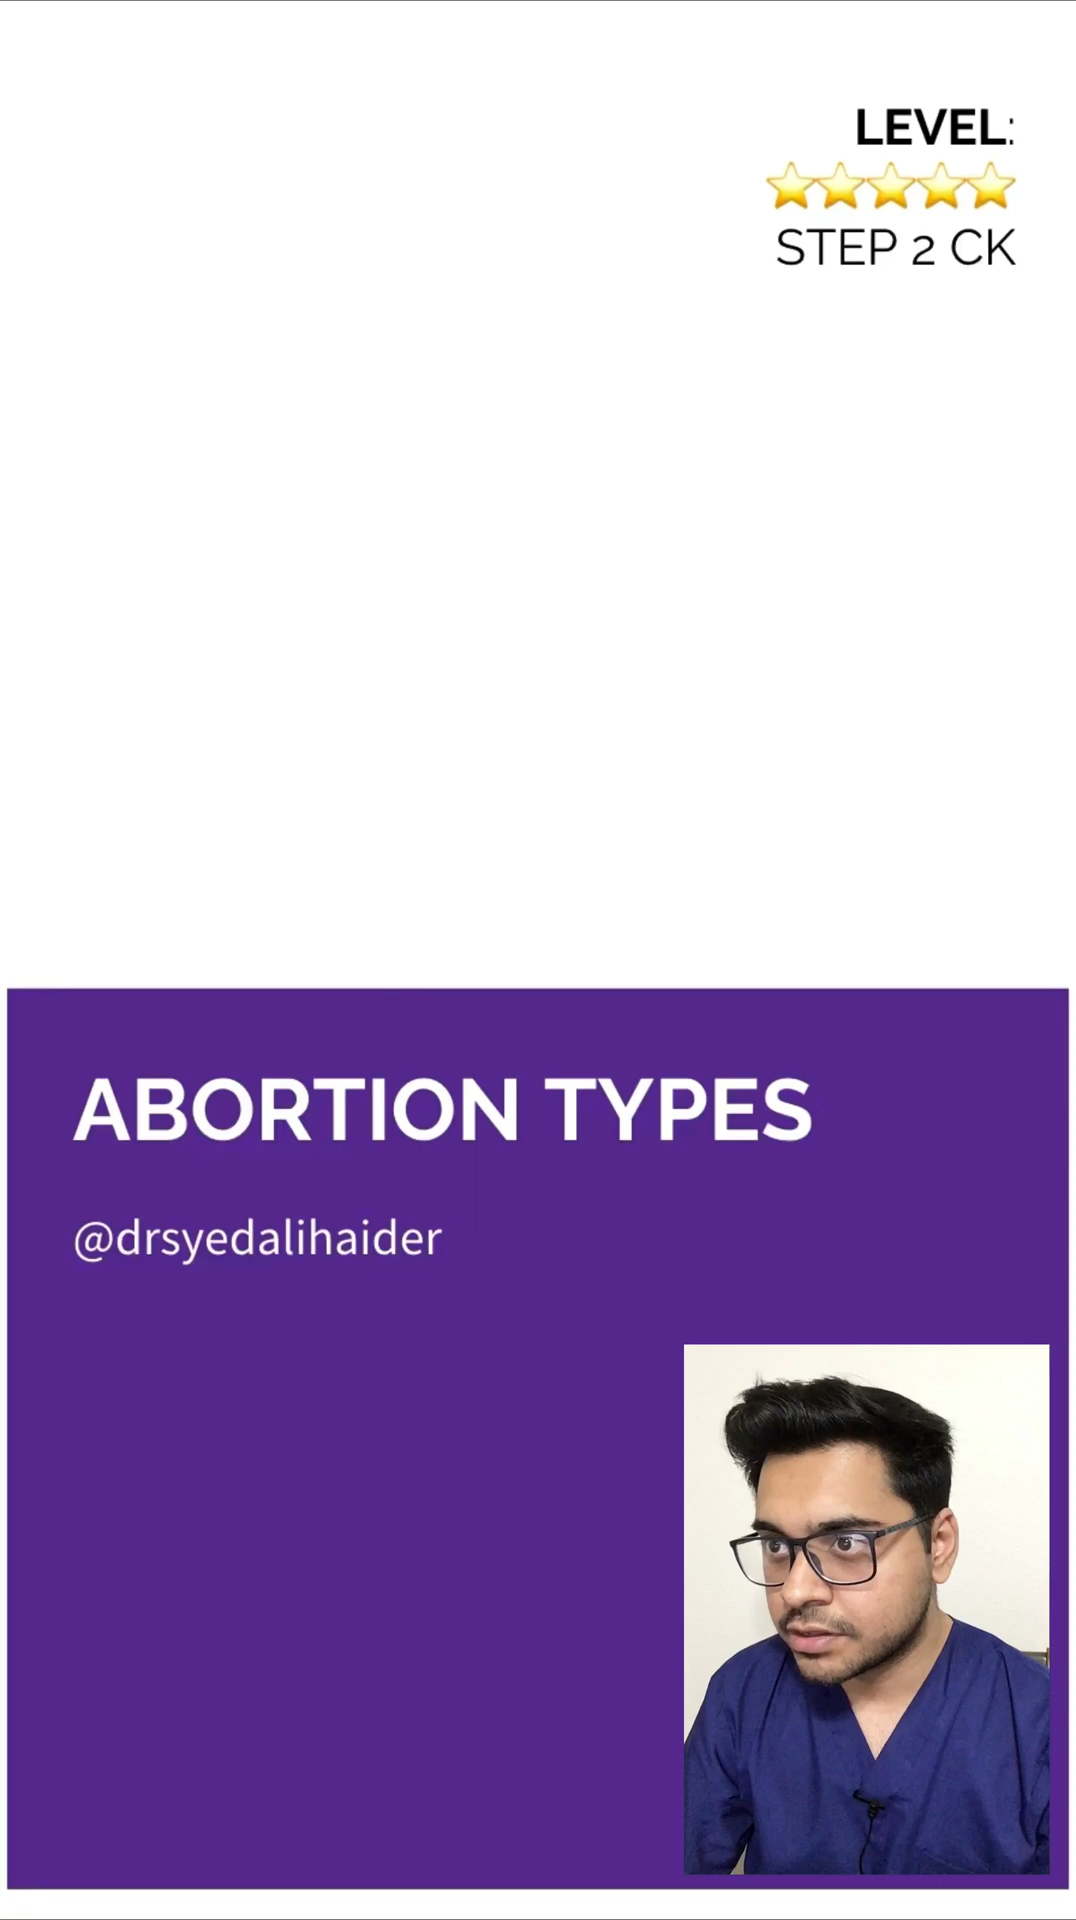 LEVEL:
⭐⭐⭐⭐⭐
STEP 2 CK
ABORTION TYPES
@drsyedalihaider